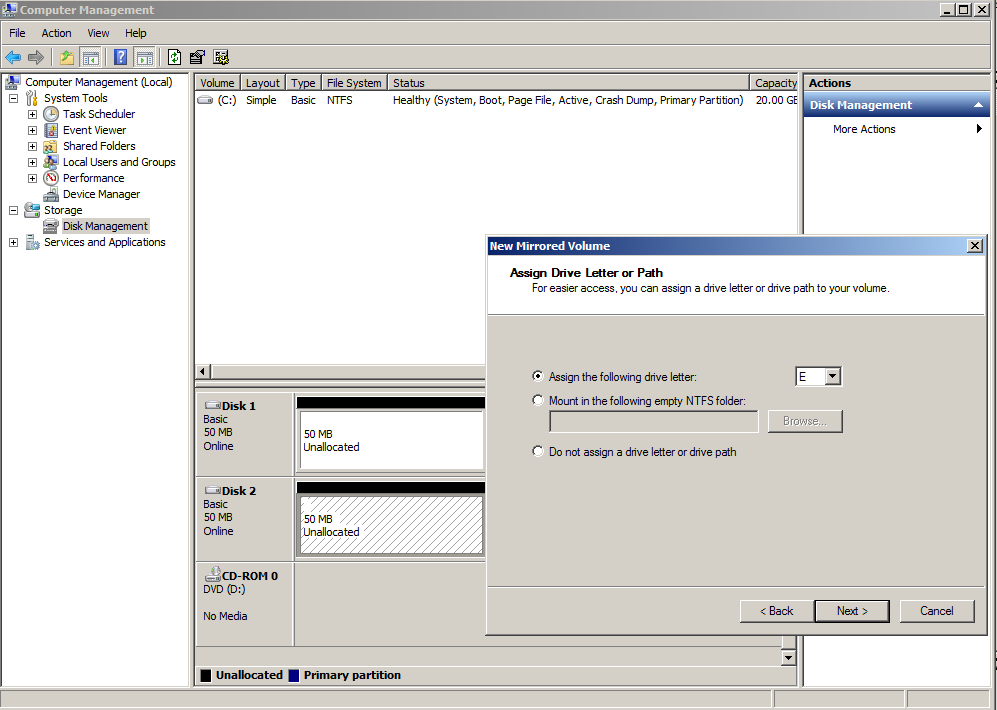 Computer Management
File Action View Help
Computer Management (Local)
System Tools
Task Scheduler
Event Viewer
Shared Folders
Local Users and Groups
Performance
Device Manager
Storage
Disk Management
Services and Applications
Volume Layout Type File System Status Capacity
(C:) Simple Basic NTFS Healthy (System, Boot, Page File, Active, Crash Dump, Primary Partition) 20.00 GB
Actions
Disk Management
More Actions
New Mirrored Volume
Assign Drive Letter or Path
For easier access, you can assign a drive letter or drive path to your volume.
Assign the following drive letter: E
Mount in the following empty NTFS folder:
Browse...
Do not assign a drive letter or drive path
< Back Next > Cancel
Disk 1
Basic
50 MB
Online
50 MB
Unallocated
Disk 2
Basic
50 MB
Online
50 MB
Unallocated
CD-ROM 0
DVD (D:)
No Media
Unallocated Primary partition